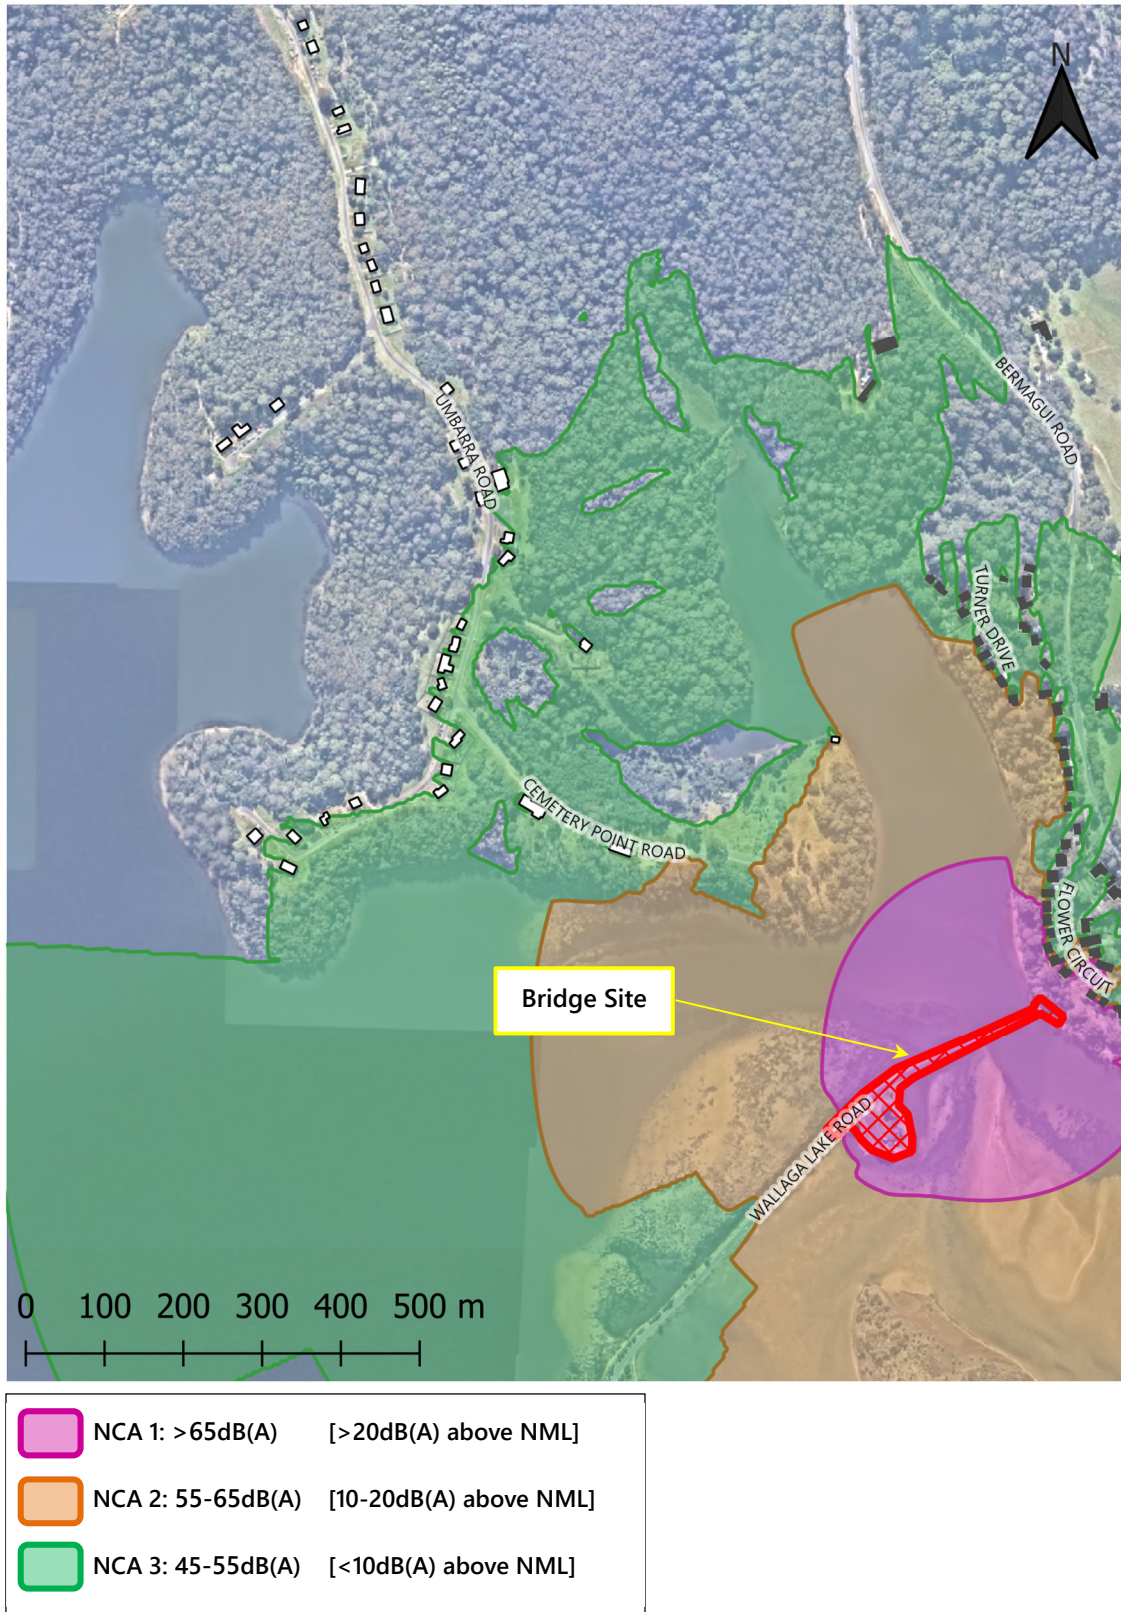 N
BERMAGUI ROAD
UMBARRA ROAD
TURNER DRIVE
CEMETERY POINT ROAD
FLOWER CIRCUIT
Bridge Site
WALLAGA LAKE ROAD
0 100 200 300 400 500 m
NCA 1: >65dB(A) [>20dB(A) above NML]
NCA 2: 55-65dB(A) [10-20dB(A) above NML]
NCA 3: 45-55dB(A) [<10dB(A) above NML]